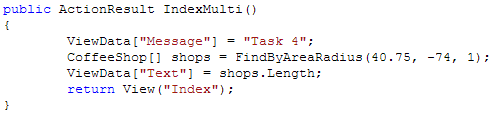 public ActionResult IndexMulti()
{
ViewData["Message"] = "Task 4";
CoffeeShop[] shops = FindByAreaRadius(40.75, -74, 1);
ViewData["Text"] = shops.Length;
return View("Index");
}